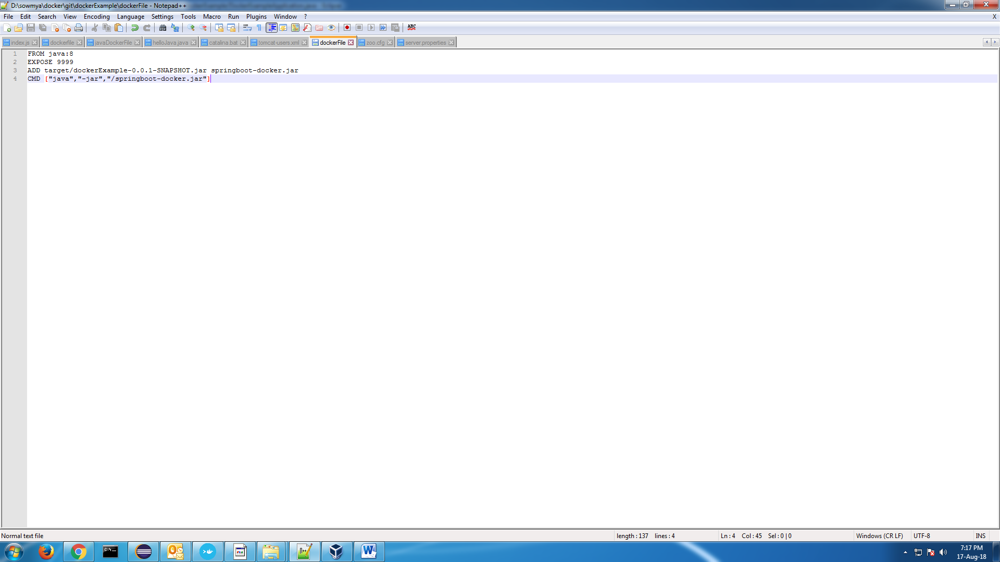 D:\sowmya\docker\git\dockerExample\dockerFile - Notepad++
File Edit Search View Encoding Language Settings Tools Macro Run Plugins Window ? X
ABC
index.js dockerfile javaDockerFile helloJava.java catalina.bat tomcat-users.xml dockerFile zoo.cfg server.properties
1 FROM java:8
2 EXPOSE 9999
3 ADD target/dockerExample-0.0.1-SNAPSHOT.jar springboot-docker.jar
4 CMD ["java","-jar","/springboot-docker.jar"]
Normal text file length : 137 lines : 4 Ln : 4 Col : 45 Sel : 0 | 0 Windows (CR LF) UTF-8 INS
7:17 PM
17-Aug-18